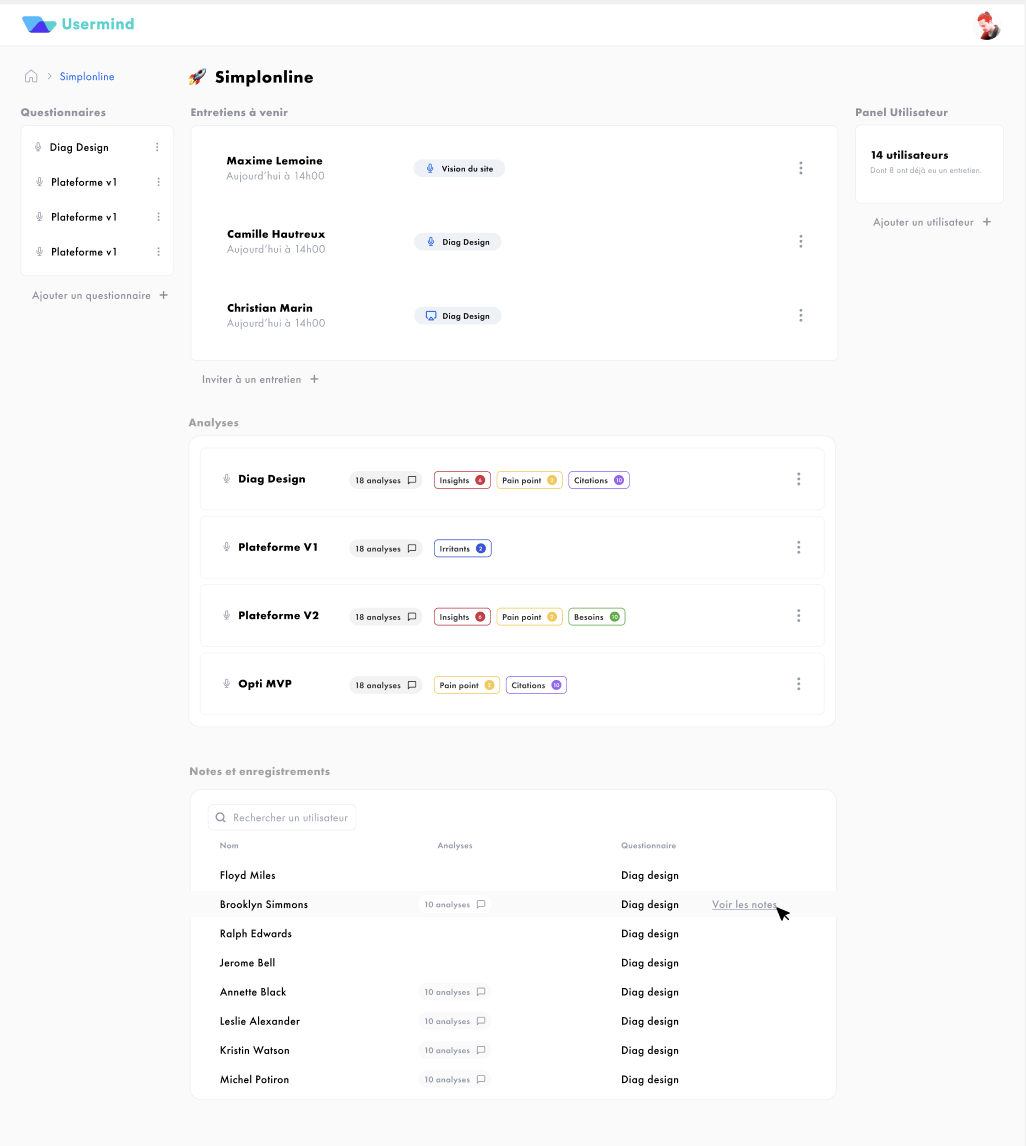 Usermind
Simplonline
🚀 Simplonline
Questionnaires
Diag Design
Plateforme v1
Plateforme v1
Plateforme v1
Ajouter un questionnaire +
Entretiens à venir
Maxime Lemoine
Aujourd'hui à 14h00
Vision du site
Camille Hautreux
Aujourd'hui à 14h00
Diag Design
Christian Marin
Aujourd'hui à 14h00
Diag Design
Inviter à un entretien +
Panel Utilisateur
14 utilisateurs
Dont 8 ont déjà eu un entretien.
Ajouter un utilisateur +
Analyses
Diag Design 18 analyses Insights Pain point Citations 10
Plateforme V1 18 analyses Irritants 2
Plateforme V2 18 analyses Insights Pain point Besoins 10
Opti MVP 18 analyses Pain point Citations 10
Notes et enregistrements
Rechercher un utilisateur
Nom Analyses Questionnaire
Floyd Miles Diag design
Brooklyn Simmons 10 analyses Diag design Voir les notes
Ralph Edwards Diag design
Jerome Bell Diag design
Annette Black 10 analyses Diag design
Leslie Alexander 10 analyses Diag design
Kristin Watson 10 analyses Diag design
Michel Potiron 10 analyses Diag design